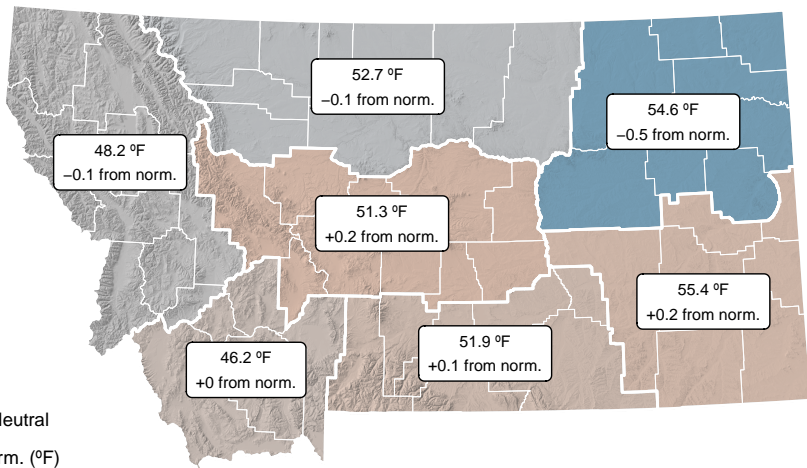 52.7 ºF
−0.1 from norm.
54.6 ºF
−0.5 from norm.
48.2 ºF
−0.1 from norm.
51.3 ºF
+0.2 from norm.
55.4 ºF
+0.2 from norm.
51.9 ºF
+0.1 from norm.
46.2 ºF
+0 from norm.
(ºF)